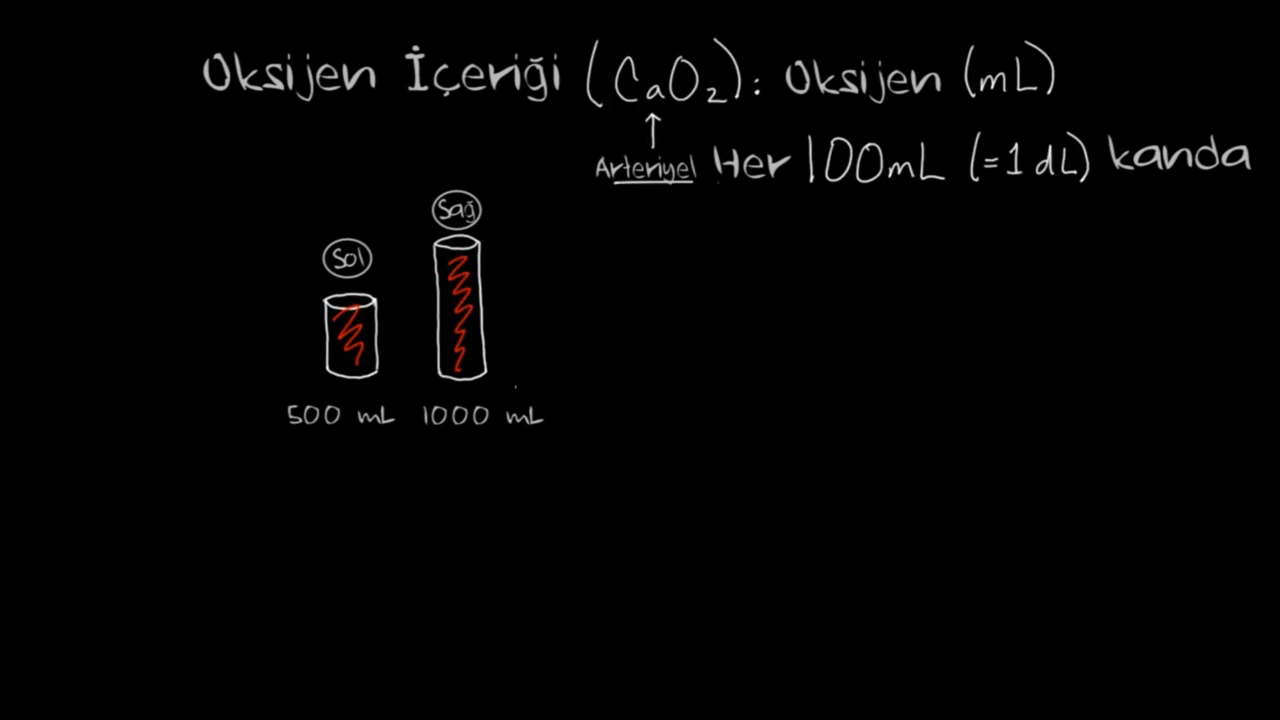 Oksijen İçeriği (CaO₂): Oksijen (mL)
Arteriyel Her 100mL (=1 dL) kanda
Sağ
Sol
500 mL 1000 mL